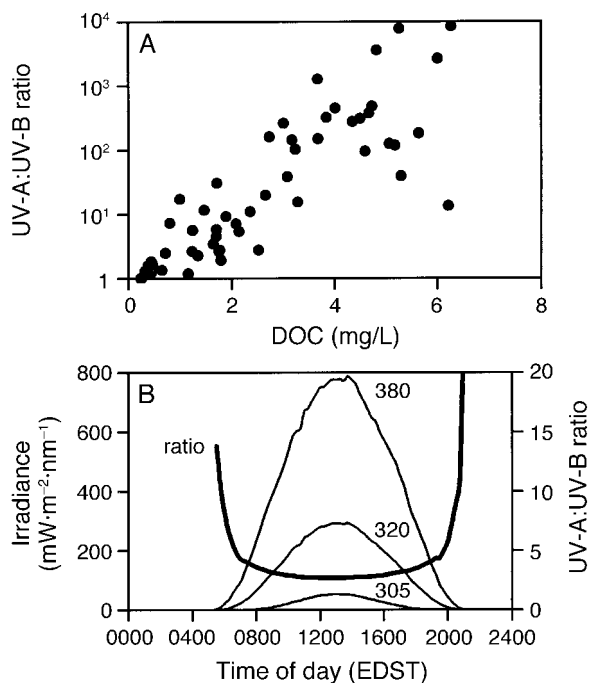 A
10⁴
10³
10²
10¹
1
UV-A:UV-B ratio
0 2 4 6 8
DOC (mg/L)
B
800
600
400
200
0
Irradiance
(mW·m⁻²·nm⁻¹)
ratio
380
320
305
20
15
10
5
0
UV-A:UV-B ratio
0000 0400 0800 1200 1600 2000 2400
Time of day (EDST)